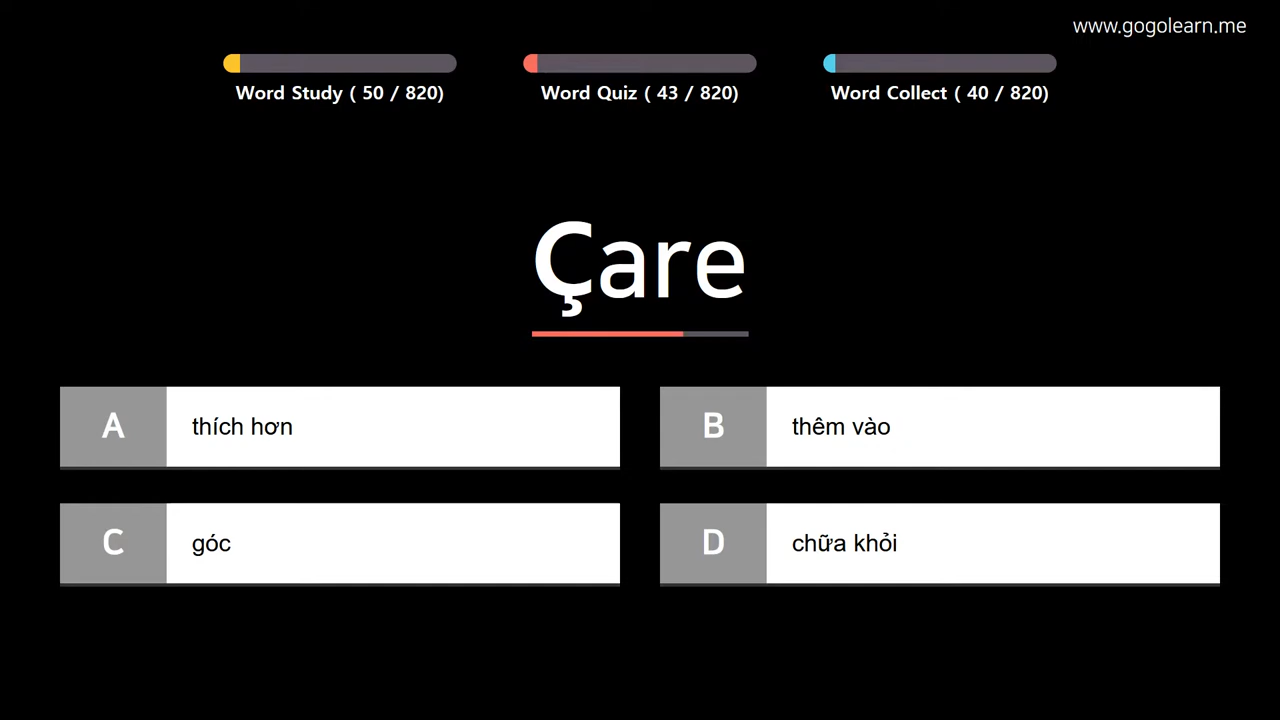 www.gogolearn.me
Word Study ( 50 / 820)
Word Quiz ( 43 / 820)
Word Collect ( 40 / 820)
Çare
A thích hơn
B thêm vào
C góc
D chữa khỏi